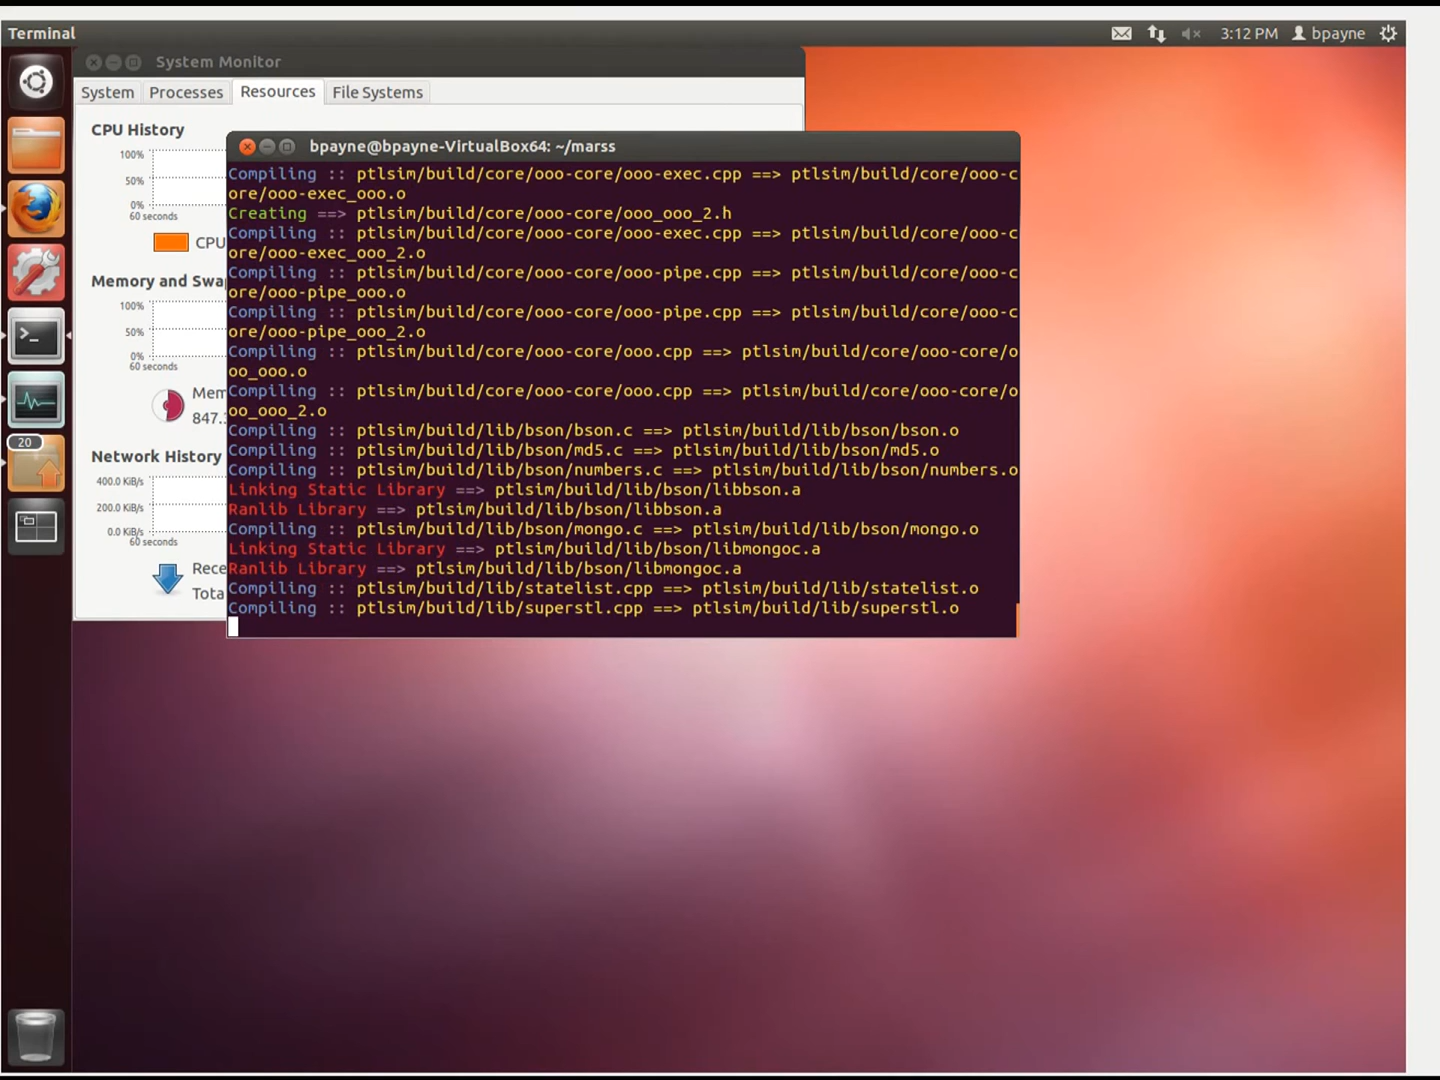 Terminal
3:12 PM
bpayne
System Monitor
System
Processes
Resources
File Systems
CPU History
100%
50%
0%
60 seconds
CPU
Memory and Swa
100%
50%
0%
60 seconds
Mem
847.
20
Network History
400.0 KiB/s
200.0 KiB/s
0.0 KiB/s
60 seconds
Rece
Tota
bpayne@bpayne-VirtualBox64: ~/marss
Compiling :: ptlsim/build/core/ooo-core/ooo-exec.cpp ==> ptlsim/build/core/ooo-c
ore/ooo-exec_ooo.o
Creating ==> ptlsim/build/core/ooo-core/ooo_ooo_2.h
Compiling :: ptlsim/build/core/ooo-core/ooo-exec.cpp ==> ptlsim/build/core/ooo-c
ore/ooo-exec_ooo_2.o
Compiling :: ptlsim/build/core/ooo-core/ooo-pipe.cpp ==> ptlsim/build/core/ooo-c
ore/ooo-pipe_ooo.o
Compiling :: ptlsim/build/core/ooo-core/ooo-pipe.cpp ==> ptlsim/build/core/ooo-c
ore/ooo-pipe_ooo_2.o
Compiling :: ptlsim/build/core/ooo-core/ooo.cpp ==> ptlsim/build/core/ooo-core/o
oo_ooo.o
Compiling :: ptlsim/build/core/ooo-core/ooo.cpp ==> ptlsim/build/core/ooo-core/o
oo_ooo_2.o
Compiling :: ptlsim/build/lib/bson/bson.c ==> ptlsim/build/lib/bson/bson.o
Compiling :: ptlsim/build/lib/bson/md5.c ==> ptlsim/build/lib/bson/md5.o
Compiling :: ptlsim/build/lib/bson/numbers.c ==> ptlsim/build/lib/bson/numbers.o
Linking Static Library ==> ptlsim/build/lib/bson/libbson.a
Ranlib Library ==> ptlsim/build/lib/bson/libbson.a
Compiling :: ptlsim/build/lib/bson/mongo.c ==> ptlsim/build/lib/bson/mongo.o
Linking Static Library ==> ptlsim/build/lib/bson/libmongoc.a
Ranlib Library ==> ptlsim/build/lib/bson/libmongoc.a
Compiling :: ptlsim/build/lib/statelist.cpp ==> ptlsim/build/lib/statelist.o
Compiling :: ptlsim/build/lib/superstl.cpp ==> ptlsim/build/lib/superstl.o